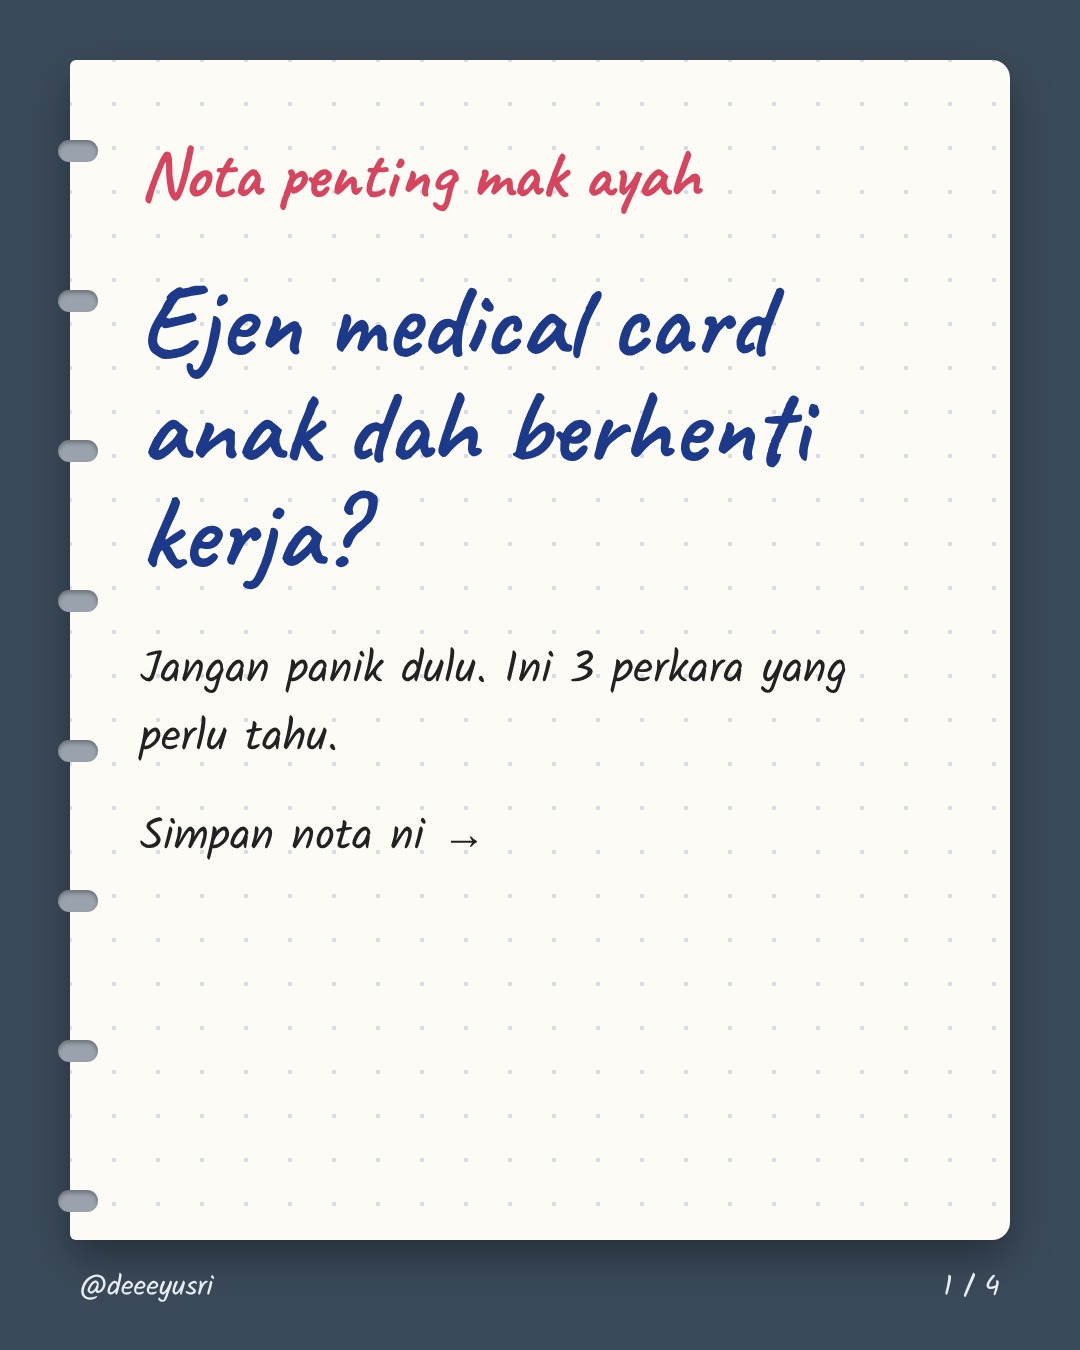 Nota penting mak ayah
Ejen medical card
anak dah berhenti
kerja?
Jangan panik dulu. Ini 3 perkara yang
perlu tahu.
Simpan nota ni →
@deeeyusri
1 / 4